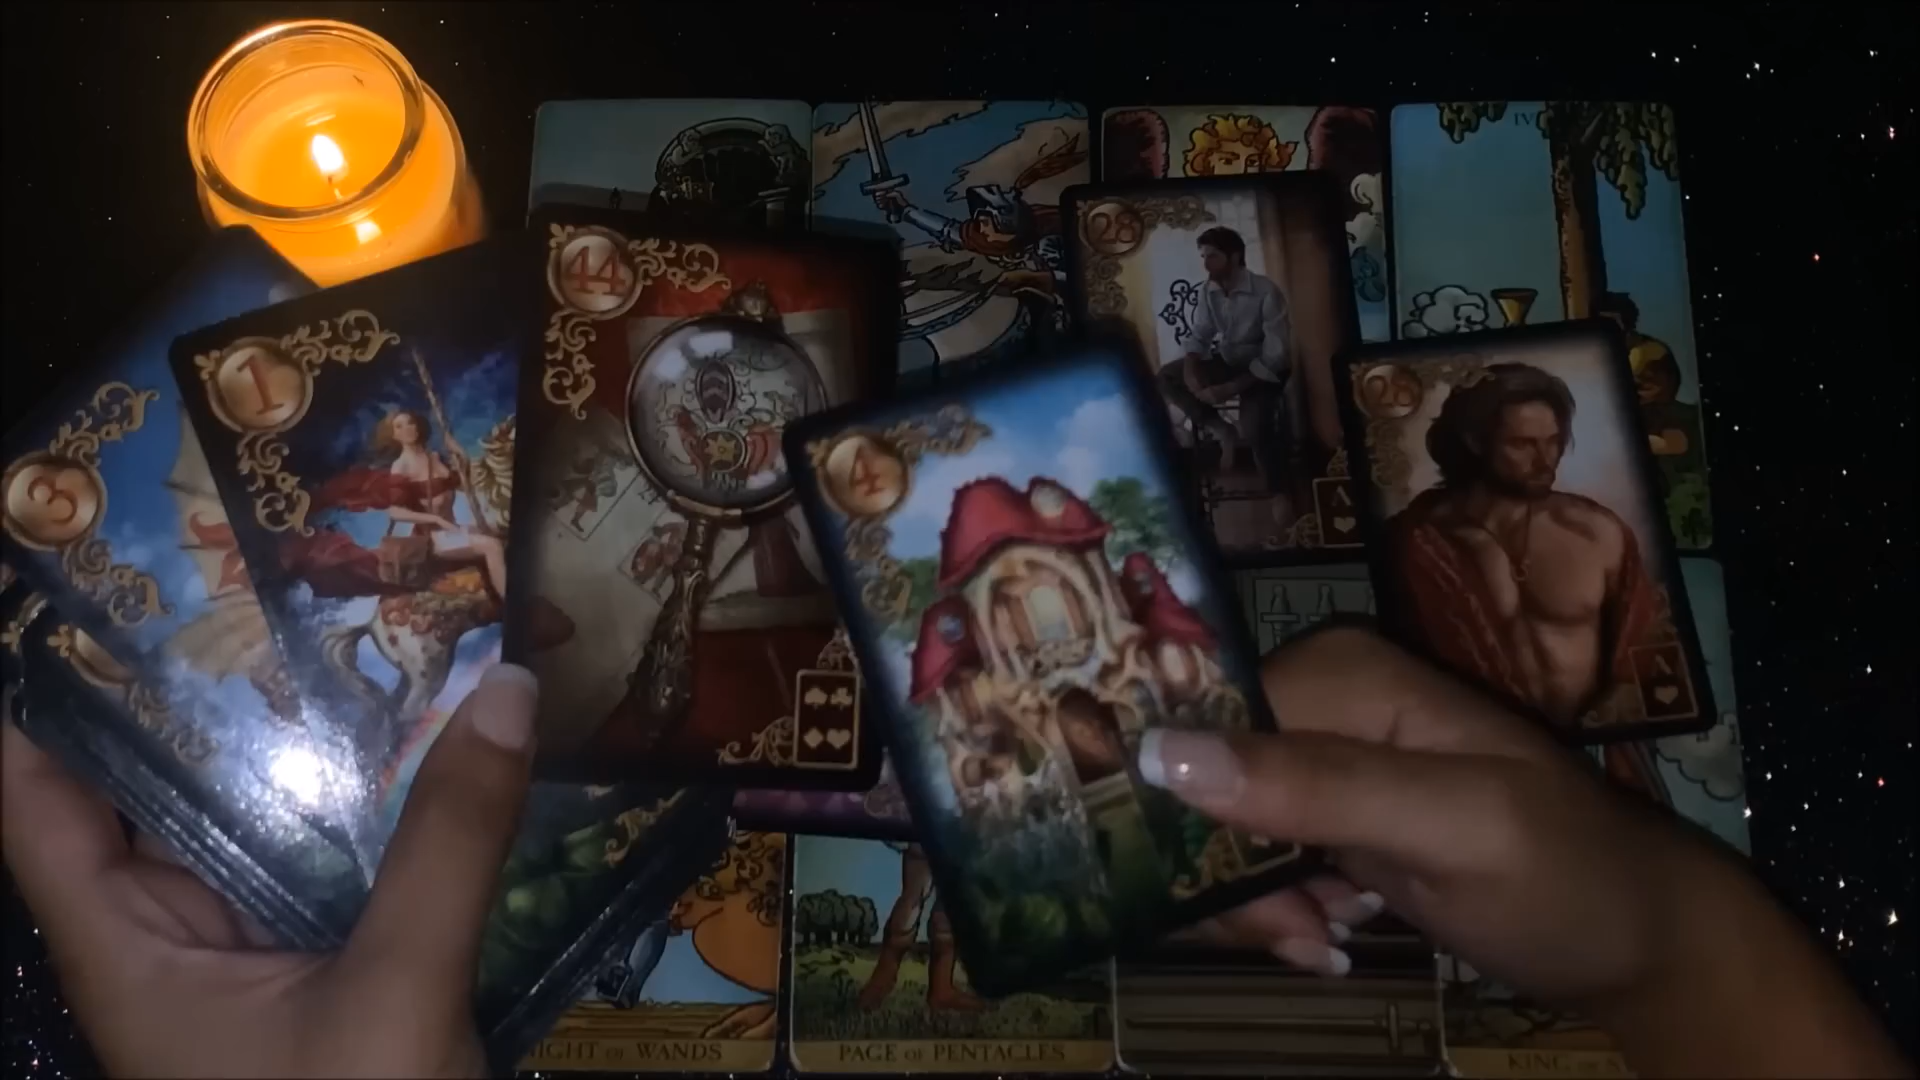 IV
28
44
1
28
4
3
A
A
NIGHT OF WANDS
PAGE OF PENTACLES
KING OF S